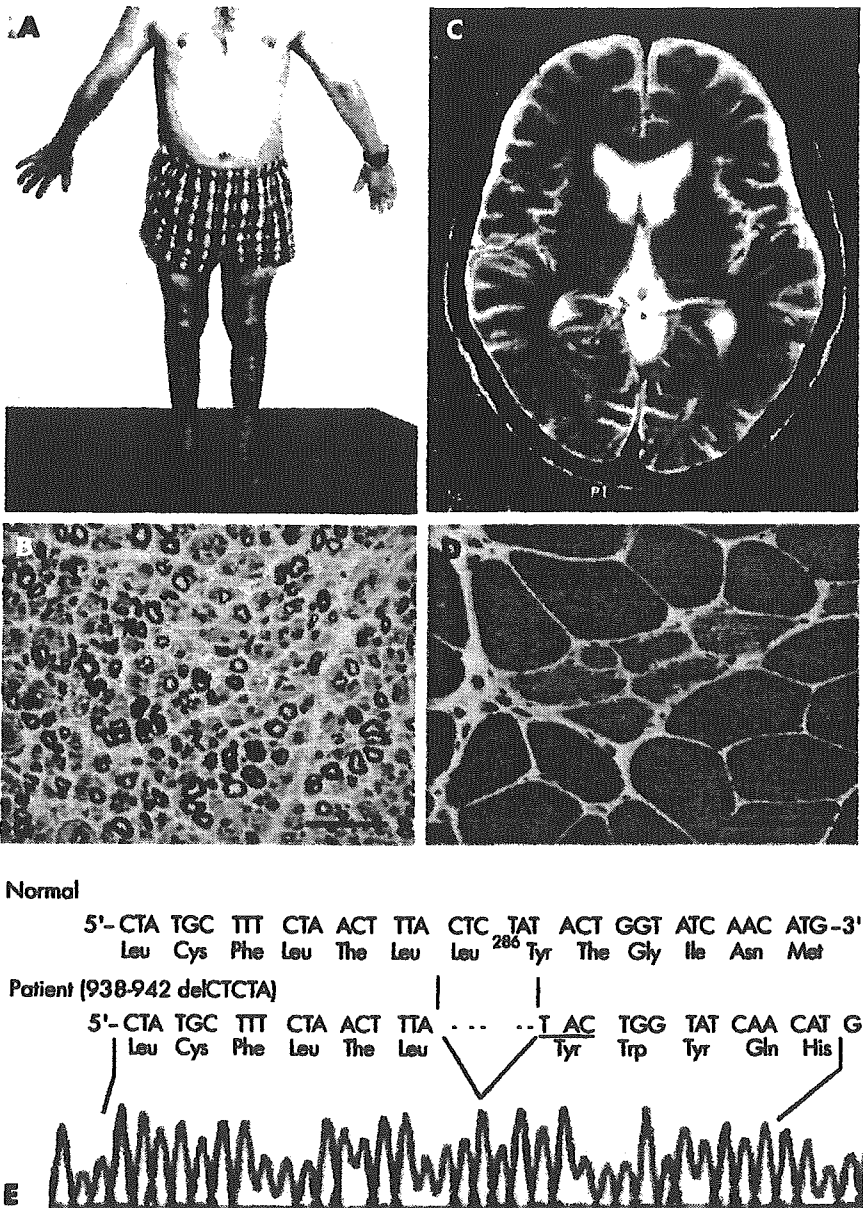 A
C
P1
B
D
Normal
5'- CTA TGC TTT CTA ACT TTA CTC TAT ACT GGT ATC AAC ATG-3'
Leu Cys Phe Leu The Leu Leu 286 Tyr The Gly Ile Asn Met
Patient (938-942 delCTCTA)
5'- CTA TGC TTT CTA ACT TTA - -- --T AC TGG TAT CAA CAT G
Leu Cys Phe Leu The Leu Tyr Trp Tyr Gln His
E